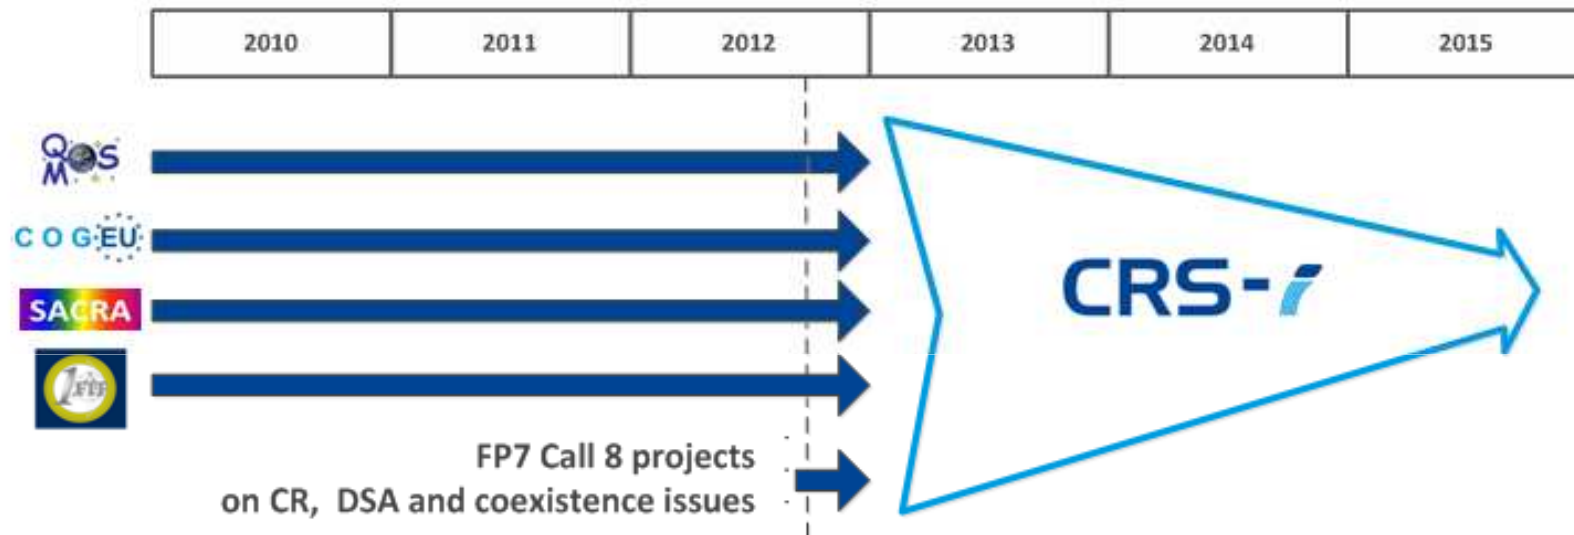 2010 2011 2012 2013 2014 2015
QoS
M
COGEU
SACRA
CRS-i
FP7 Call 8 projects
on CR, DSA and coexistence issues